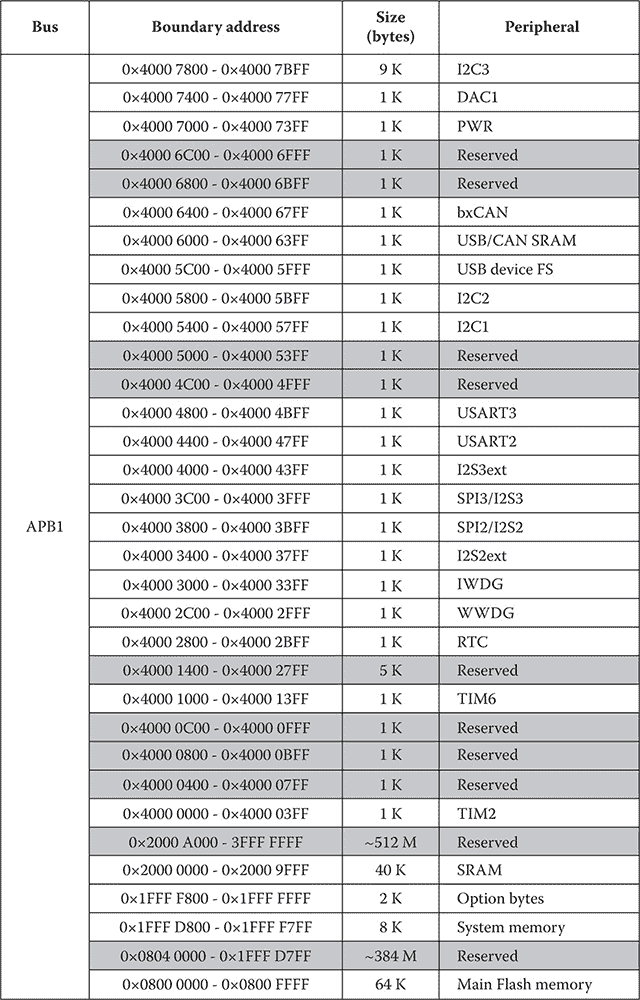 Bus Boundary address Size (bytes) Peripheral
APB1
0×4000 7800 - 0×4000 7BFF 9 K I2C3
0×4000 7400 - 0×4000 77FF 1 K DAC1
0×4000 7000 - 0×4000 73FF 1 K PWR
0×4000 6C00 - 0×4000 6FFF 1 K Reserved
0×4000 6800 - 0×4000 6BFF 1 K Reserved
0×4000 6400 - 0×4000 67FF 1 K bxCAN
0×4000 6000 - 0×4000 63FF 1 K USB/CAN SRAM
0×4000 5C00 - 0×4000 5FFF 1 K USB device FS
0×4000 5800 - 0×4000 5BFF 1 K I2C2
0×4000 5400 - 0×4000 57FF 1 K I2C1
0×4000 5000 - 0×4000 53FF 1 K Reserved
0×4000 4C00 - 0×4000 4FFF 1 K Reserved
0×4000 4800 - 0×4000 4BFF 1 K USART3
0×4000 4400 - 0×4000 47FF 1 K USART2
0×4000 4000 - 0×4000 43FF 1 K I2S3ext
0×4000 3C00 - 0×4000 3FFF 1 K SPI3/I2S3
0×4000 3800 - 0×4000 3BFF 1 K SPI2/I2S2
0×4000 3400 - 0×4000 37FF 1 K I2S2ext
0×4000 3000 - 0×4000 33FF 1 K IWDG
0×4000 2C00 - 0×4000 2FFF 1 K WWDG
0×4000 2800 - 0×4000 2BFF 1 K RTC
0×4000 1400 - 0×4000 27FF 5 K Reserved
0×4000 1000 - 0×4000 13FF 1 K TIM6
0×4000 0C00 - 0×4000 0FFF 1 K Reserved
0×4000 0800 - 0×4000 0BFF 1 K Reserved
0×4000 0400 - 0×4000 07FF 1 K Reserved
0×4000 0000 - 0×4000 03FF 1 K TIM2
0×2000 A000 - 3FFF FFFF ~512 M Reserved
0×2000 0000 - 0×2000 9FFF 40 K SRAM
0×1FFF F800 - 0×1FFF FFFF 2 K Option bytes
0×1FFF D800 - 0×1FFF F7FF 8 K System memory
0×0804 0000 - 0×1FFF D7FF ~384 M Reserved
0×0800 0000 - 0×0800 FFFF 64 K Main Flash memory